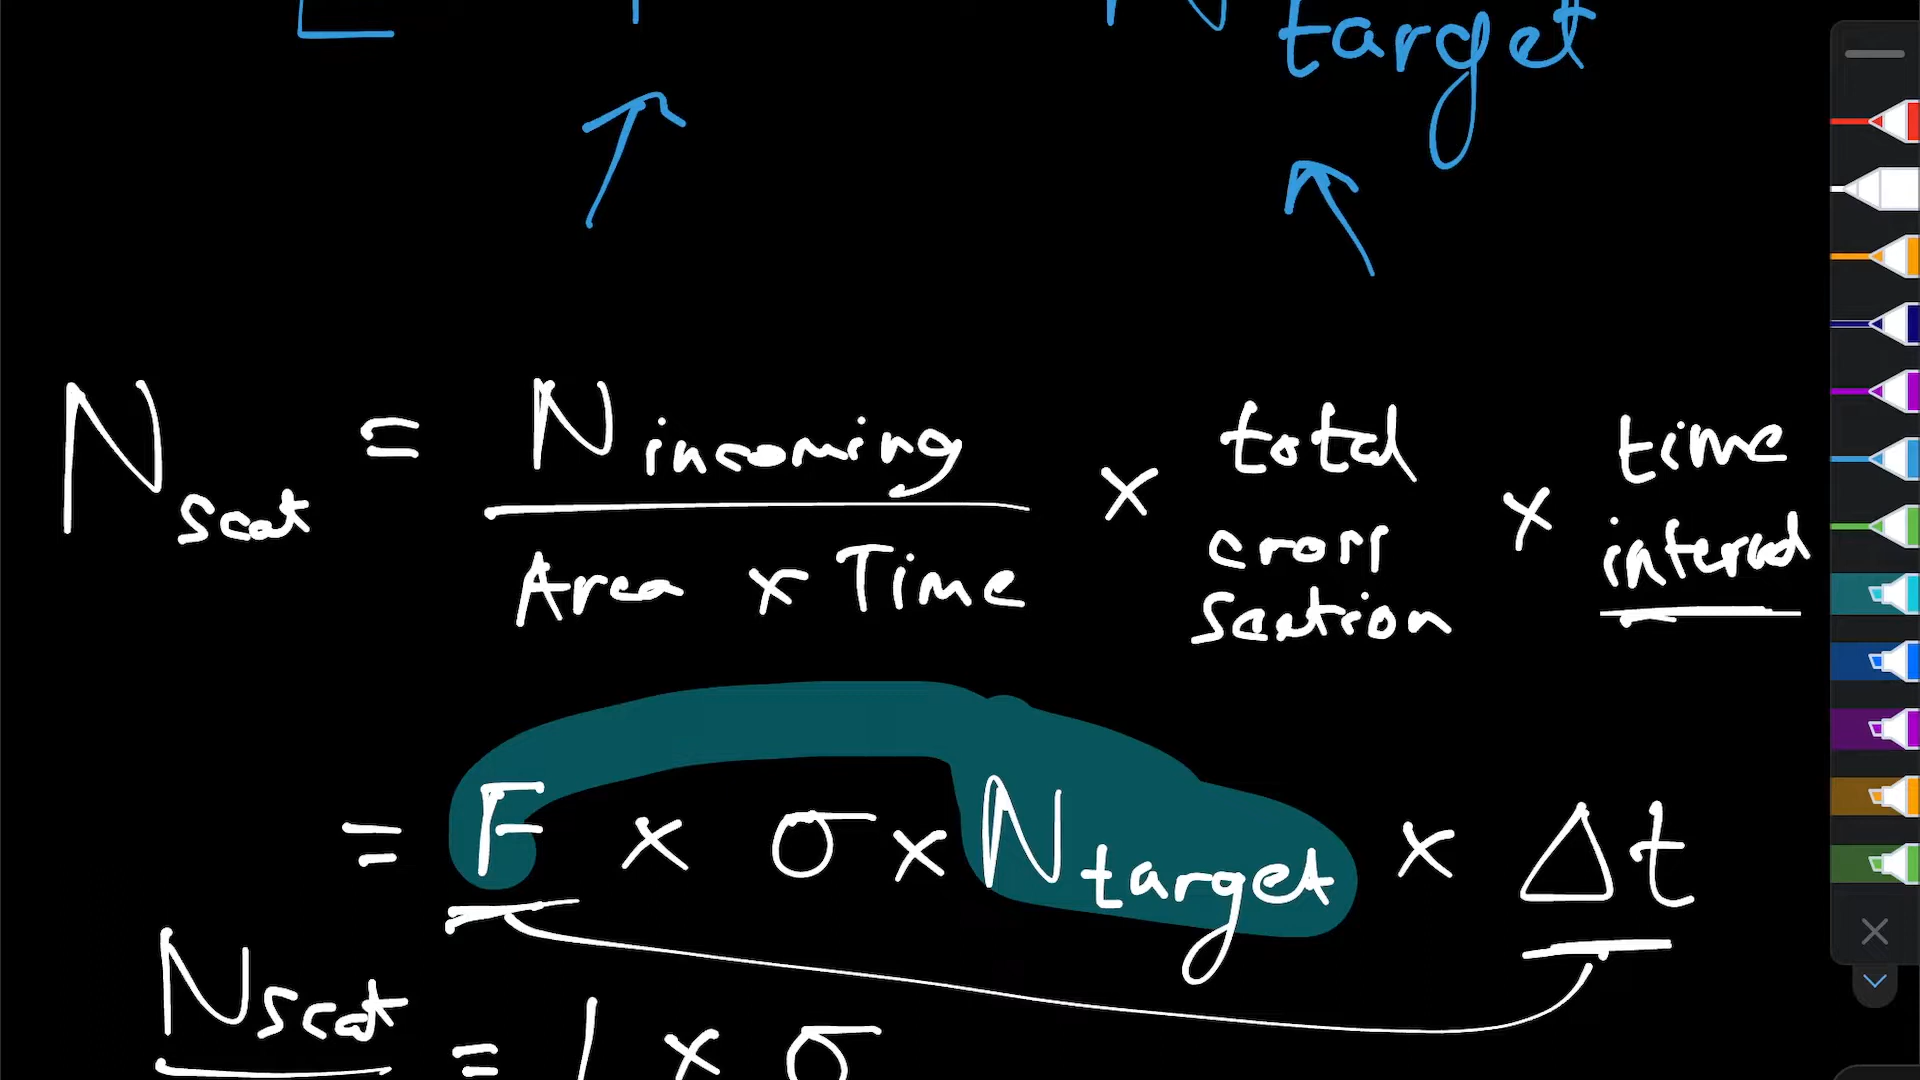 target
N_scat = N_incoming / (Area × Time) × total cross section × time interval
= F × σ × N_target × Δt
N_scat = L × σ